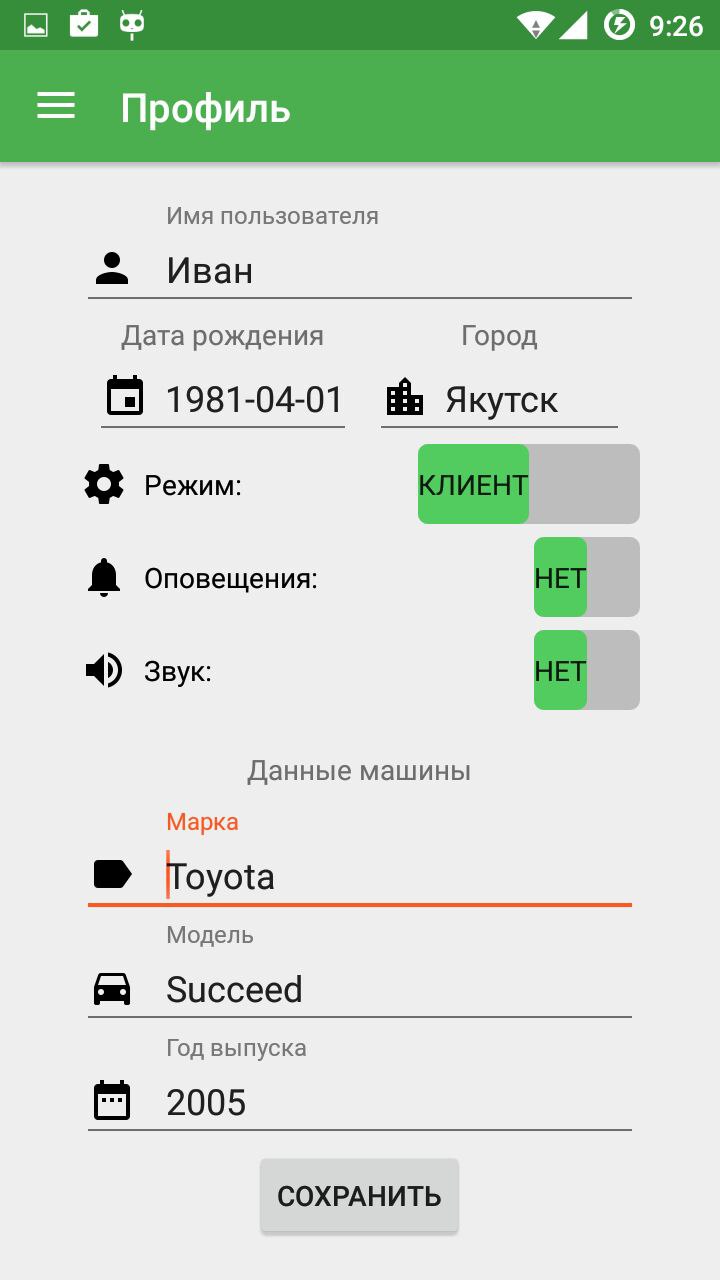 9:26
Профиль
Имя пользователя
Иван
Дата рождения Город
1981-04-01 Якутск
Режим: КЛИЕНТ
Оповещения: НЕТ
Звук: НЕТ
Данные машины
Марка
Toyota
Модель
Succeed
Год выпуска
2005
СОХРАНИТЬ